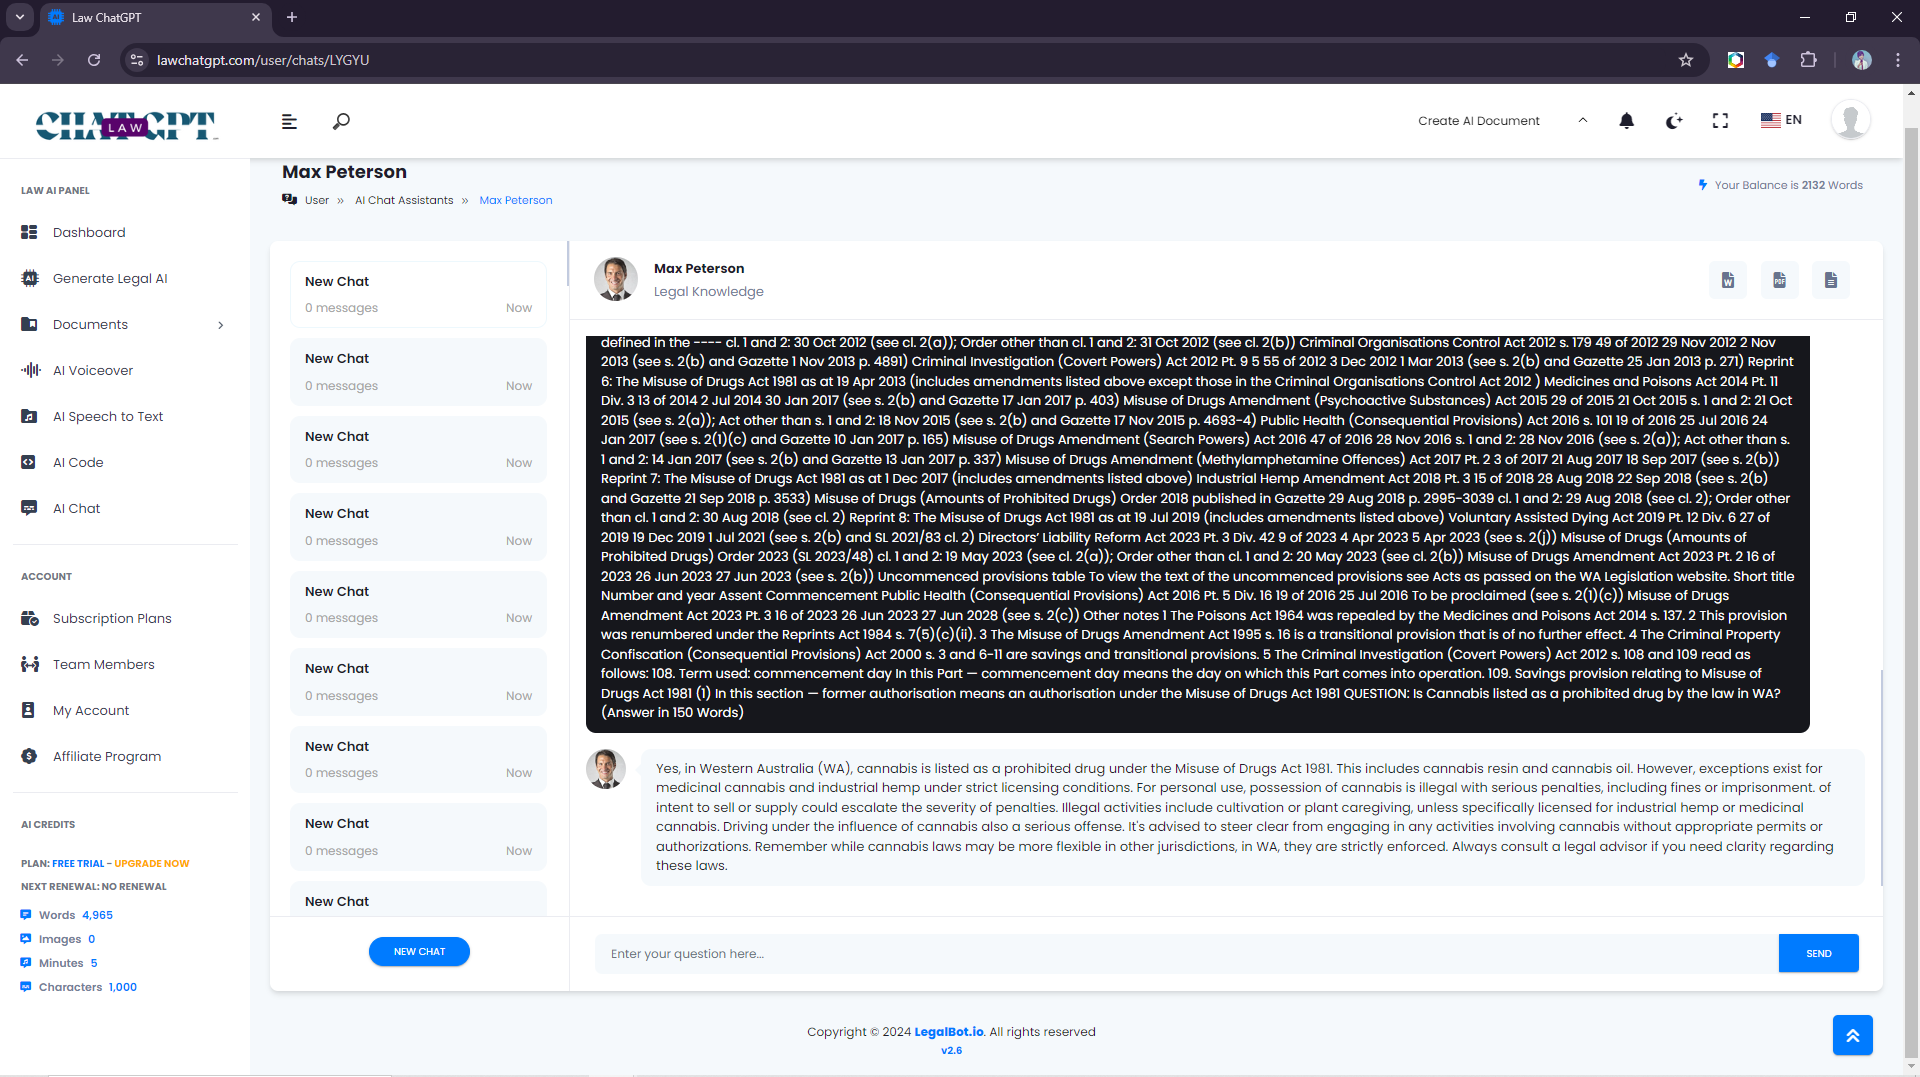 Law ChatGPT
lawchatgpt.com/user/chats/LYGYU
CHATGPT
LAW
Create AI Document
EN
LAW AI PANEL
Dashboard
Generate Legal AI
Documents
AI Voiceover
AI Speech to Text
AI Code
AI Chat
ACCOUNT
Subscription Plans
Team Members
My Account
Affiliate Program
AI CREDITS
PLAN: FREE TRIAL - UPGRADE NOW
NEXT RENEWAL: NO RENEWAL
Words 4,965
Images 0
Minutes 5
Characters 1,000
Max Peterson
User » AI Chat Assistants » Max Peterson
Your Balance is 2132 Words
New Chat
0 messages Now
New Chat
0 messages Now
New Chat
0 messages Now
New Chat
0 messages Now
New Chat
0 messages Now
New Chat
0 messages Now
New Chat
0 messages Now
New Chat
0 messages Now
New Chat
NEW CHAT
Max Peterson
Legal Knowledge
defined in the ---- cl. 1 and 2: 30 Oct 2012 (see cl. 2(a)); Order other than cl. 1 and 2: 31 Oct 2012 (see cl. 2(b)) Criminal Organisations Control Act 2012 s. 179 49 of 2012 29 Nov 2012 2 Nov
2013 (see s. 2(b) and Gazette 1 Nov 2013 p. 4891) Criminal Investigation (Covert Powers) Act 2012 Pt. 9 5 55 of 2012 3 Dec 2012 1 Mar 2013 (see s. 2(b) and Gazette 25 Jan 2013 p. 271) Reprint
6: The Misuse of Drugs Act 1981 as at 19 Apr 2013 (includes amendments listed above except those in the Criminal Organisations Control Act 2012 ) Medicines and Poisons Act 2014 Pt. 11
Div. 3 13 of 2014 2 Jul 2014 30 Jan 2017 (see s. 2(b) and Gazette 17 Jan 2017 p. 403) Misuse of Drugs Amendment (Psychoactive Substances) Act 2015 29 of 2015 21 Oct 2015 s. 1 and 2: 21 Oct
2015 (see s. 2(a)); Act other than s. 1 and 2: 18 Nov 2015 (see s. 2(b) and Gazette 17 Nov 2015 p. 4693-4) Public Health (Consequential Provisions) Act 2016 s. 101 19 of 2016 25 Jul 2016 24
Jan 2017 (see s. 2(1)(c) and Gazette 10 Jan 2017 p. 165) Misuse of Drugs Amendment (Search Powers) Act 2016 47 of 2016 28 Nov 2016 s. 1 and 2: 28 Nov 2016 (see s. 2(a)); Act other than s.
1 and 2: 14 Jan 2017 (see s. 2(b) and Gazette 13 Jan 2017 p. 337) Misuse of Drugs Amendment (Methylamphetamine Offences) Act 2017 Pt. 2 3 of 2017 21 Aug 2017 18 Sep 2017 (see s. 2(b))
Reprint 7: The Misuse of Drugs Act 1981 as at 1 Dec 2017 (includes amendments listed above) Industrial Hemp Amendment Act 2018 Pt. 3 15 of 2018 28 Aug 2018 22 Sep 2018 (see s. 2(b)
and Gazette 21 Sep 2018 p. 3533) Misuse of Drugs (Amounts of Prohibited Drugs) Order 2018 published in Gazette 29 Aug 2018 p. 2995-3039 cl. 1 and 2: 29 Aug 2018 (see cl. 2); Order other
than cl. 1 and 2: 30 Aug 2018 (see cl. 2) Reprint 8: The Misuse of Drugs Act 1981 as at 19 Jul 2019 (includes amendments listed above) Voluntary Assisted Dying Act 2019 Pt. 12 Div. 6 27 of
2019 19 Dec 2019 1 Jul 2021 (see s. 2(b) and SL 2021/83 cl. 2) Directors’ Liability Reform Act 2023 Pt. 3 Div. 42 9 of 2023 4 Apr 2023 5 Apr 2023 (see s. 2(j)) Misuse of Drugs (Amounts of
Prohibited Drugs) Order 2023 (SL 2023/48) cl. 1 and 2: 19 May 2023 (see cl. 2(a)); Order other than cl. 1 and 2: 20 May 2023 (see cl. 2(b)) Misuse of Drugs Amendment Act 2023 Pt. 2 16 of
2023 26 Jun 2023 27 Jun 2023 (see s. 2(b)) Uncommenced provisions table To view the text of the uncommenced provisions see Acts as passed on the WA Legislation website. Short title
Number and year Assent Commencement Public Health (Consequential Provisions) Act 2016 Pt. 5 Div. 16 19 of 2016 25 Jul 2016 To be proclaimed (see s. 2(1)(c)) Misuse of Drugs
Amendment Act 2023 Pt. 3 16 of 2023 26 Jun 2023 27 Jun 2028 (see s. 2(c)) Other notes 1 The Poisons Act 1964 was repealed by the Medicines and Poisons Act 2014 s. 137. 2 This provision
was renumbered under the Reprints Act 1984 s. 7(5)(c)(ii). 3 The Misuse of Drugs Amendment Act 1995 s. 16 is a transitional provision that is of no further effect. 4 The Criminal Property
Confiscation (Consequential Provisions) Act 2000 s. 3 and 6-11 are savings and transitional provisions. 5 The Criminal Investigation (Covert Powers) Act 2012 s. 108 and 109 read as
follows: 108. Term used: commencement day In this Part — commencement day means the day on which this Part comes into operation. 109. Savings provision relating to Misuse of
Drugs Act 1981 (1) In this section — former authorisation means an authorisation under the Misuse of Drugs Act 1981 QUESTION: Is Cannabis listed as a prohibited drug by the law in WA?
(Answer in 150 Words)
Yes, in Western Australia (WA), cannabis is listed as a prohibited drug under the Misuse of Drugs Act 1981. This includes cannabis resin and cannabis oil. However, exceptions exist for
medicinal cannabis and industrial hemp under strict licensing conditions. For personal use, possession of cannabis is illegal with serious penalties, including fines or imprisonment. of
intent to sell or supply could escalate the severity of penalties. Illegal activities include cultivation or plant caregiving, unless specifically licensed for industrial hemp or medicinal
cannabis. Driving under the influence of cannabis also a serious offense. It's advised to steer clear from engaging in any activities involving cannabis without appropriate permits or
authorizations. Remember while cannabis laws may be more flexible in other jurisdictions, in WA, they are strictly enforced. Always consult a legal advisor if you need clarity regarding
these laws.
Enter your question here...
SEND
Copyright © 2024 LegalBot.io. All rights reserved
v2.6